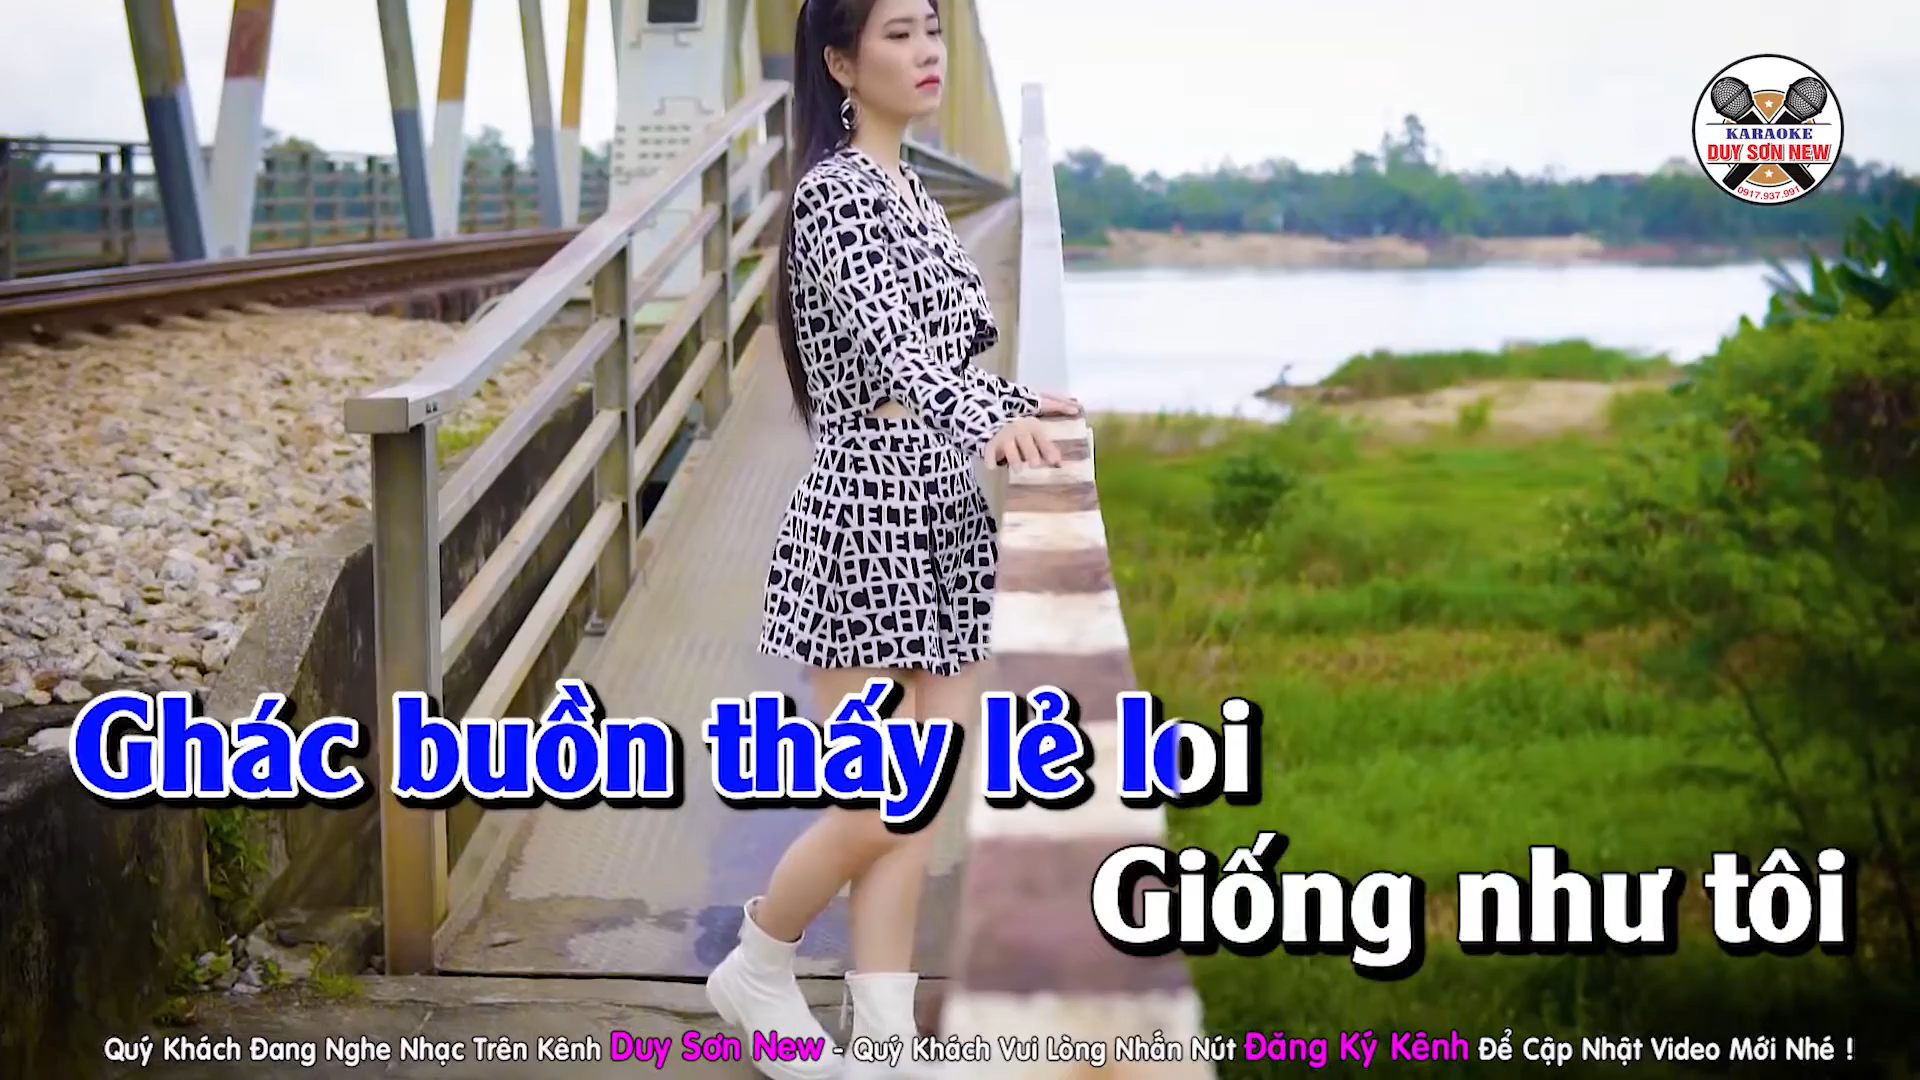 KARAOKE
DUY SƠN NEW
0917.937.991
Ghác buồn thấy lẻ loi
Giống như tôi
Quý Khách Đang Nghe Nhạc Trên Kênh Duy Sơn New - Quý Khách Vui Lòng Nhấn Nút Đăng Ký Kênh Để Cập Nhật Video Mới Nhé !